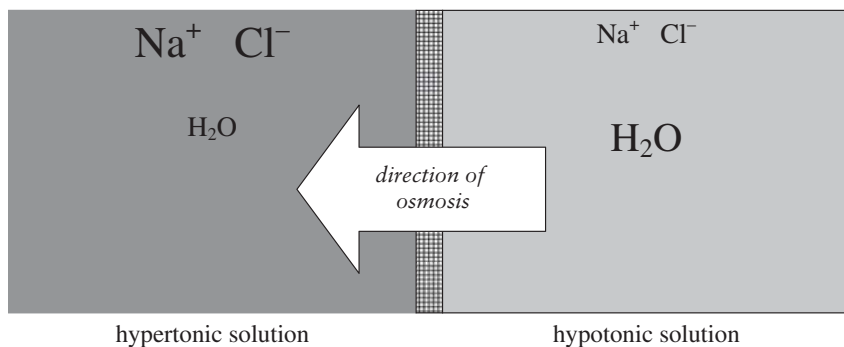 Na⁺ Cl⁻
H₂O
Na⁺ Cl⁻
H₂O
direction of
osmosis
hypertonic solution
hypotonic solution